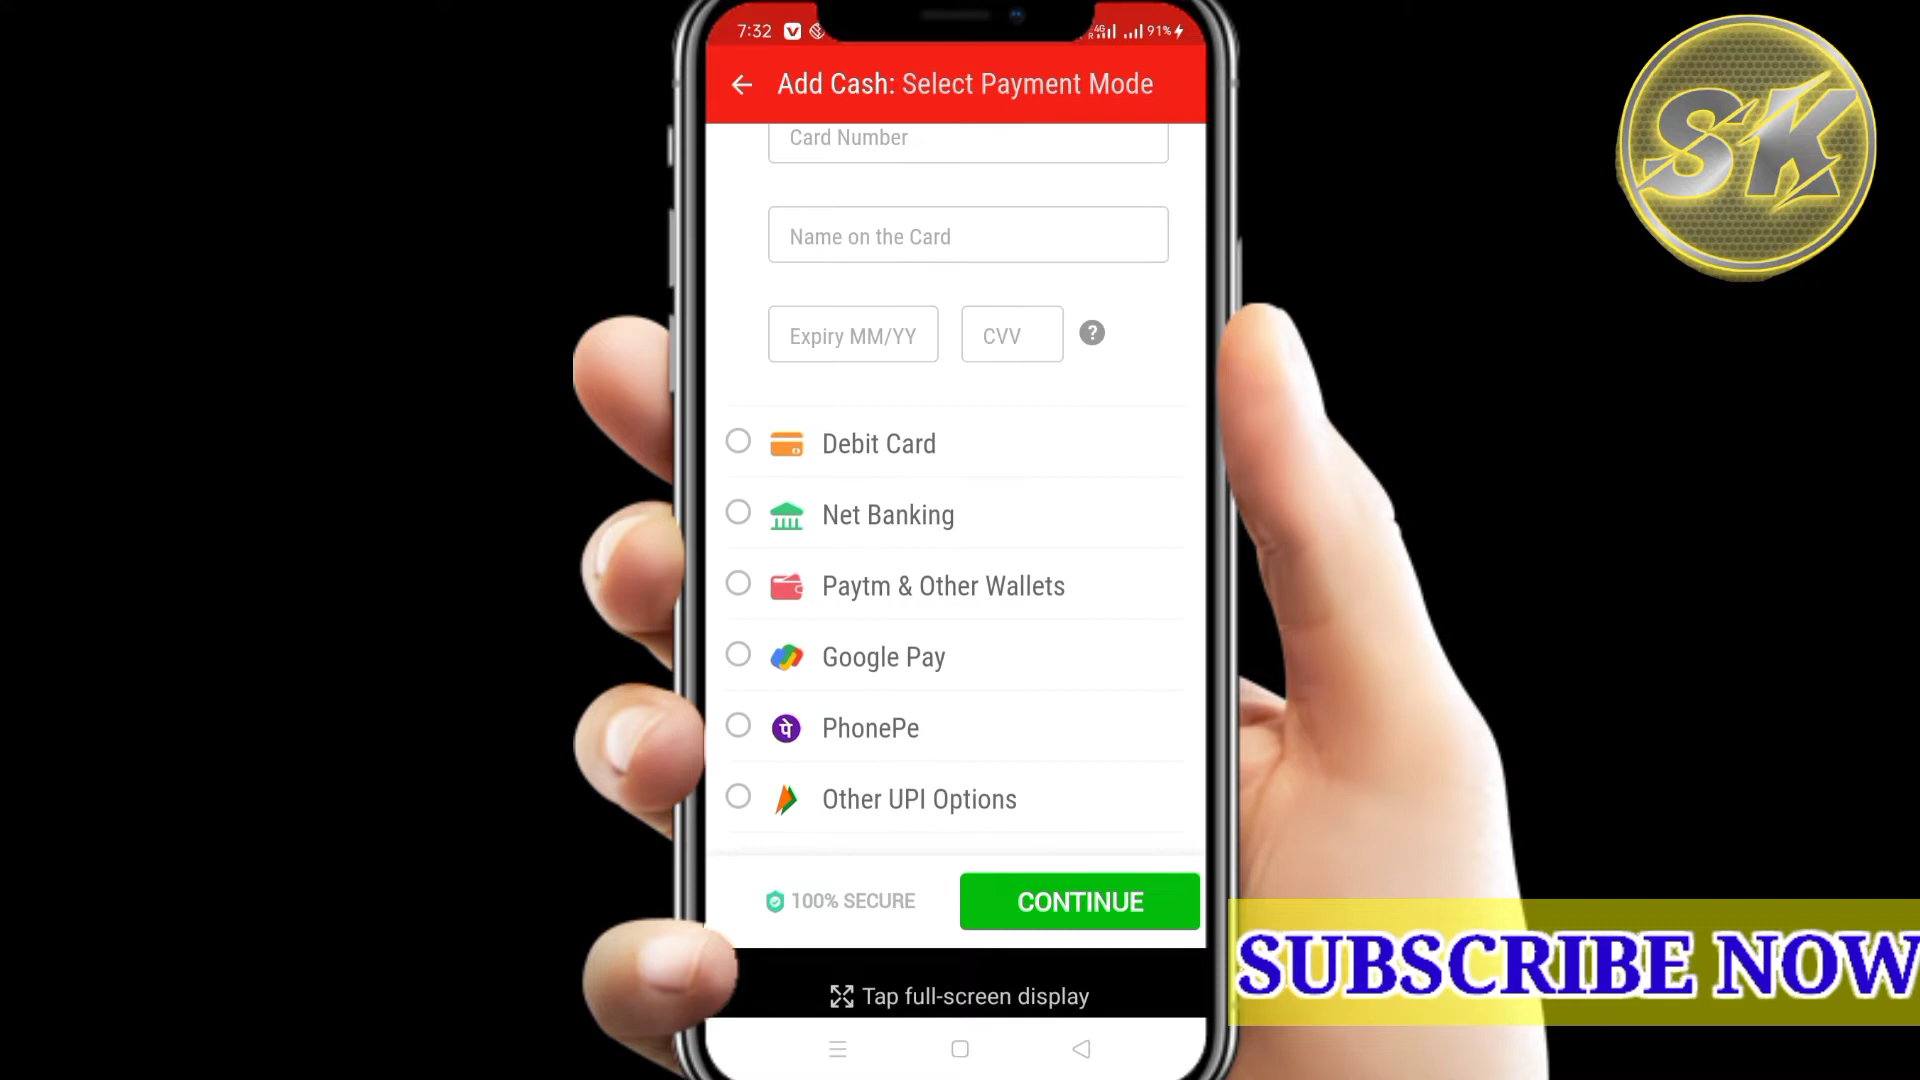 7:32
4G
R
91%
Add Cash: Select Payment Mode
Card Number
Name on the Card
Expiry MM/YY
CVV
?
Debit Card
Net Banking
Paytm & Other Wallets
Google Pay
पे
PhonePe
Other UPI Options
100% SECURE
CONTINUE
Tap full-screen display
SK
SUBSCRIBE NOW